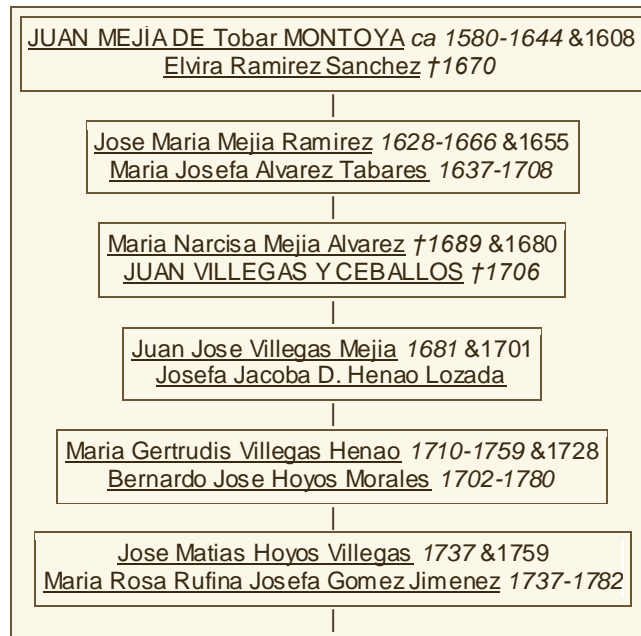 JUAN MEJÍA DE Tobar MONTOYA ca 1580-1644 &1608
Elvira Ramirez Sanchez †1670
Jose Maria Mejia Ramirez 1628-1666 &1655
Maria Josefa Alvarez Tabares 1637-1708
Maria Narcisa Mejia Alvarez †1689 &1680
JUAN VILLEGAS Y CEBALLOS †1706
Juan Jose Villegas Mejia 1681 &1701
Josefa Jacoba D. Henao Lozada
Maria Gertrudis Villegas Henao 1710-1759 &1728
Bernardo Jose Hoyos Morales 1702-1780
Jose Matias Hoyos Villegas 1737 &1759
Maria Rosa Rufina Josefa Gomez Jimenez 1737-1782